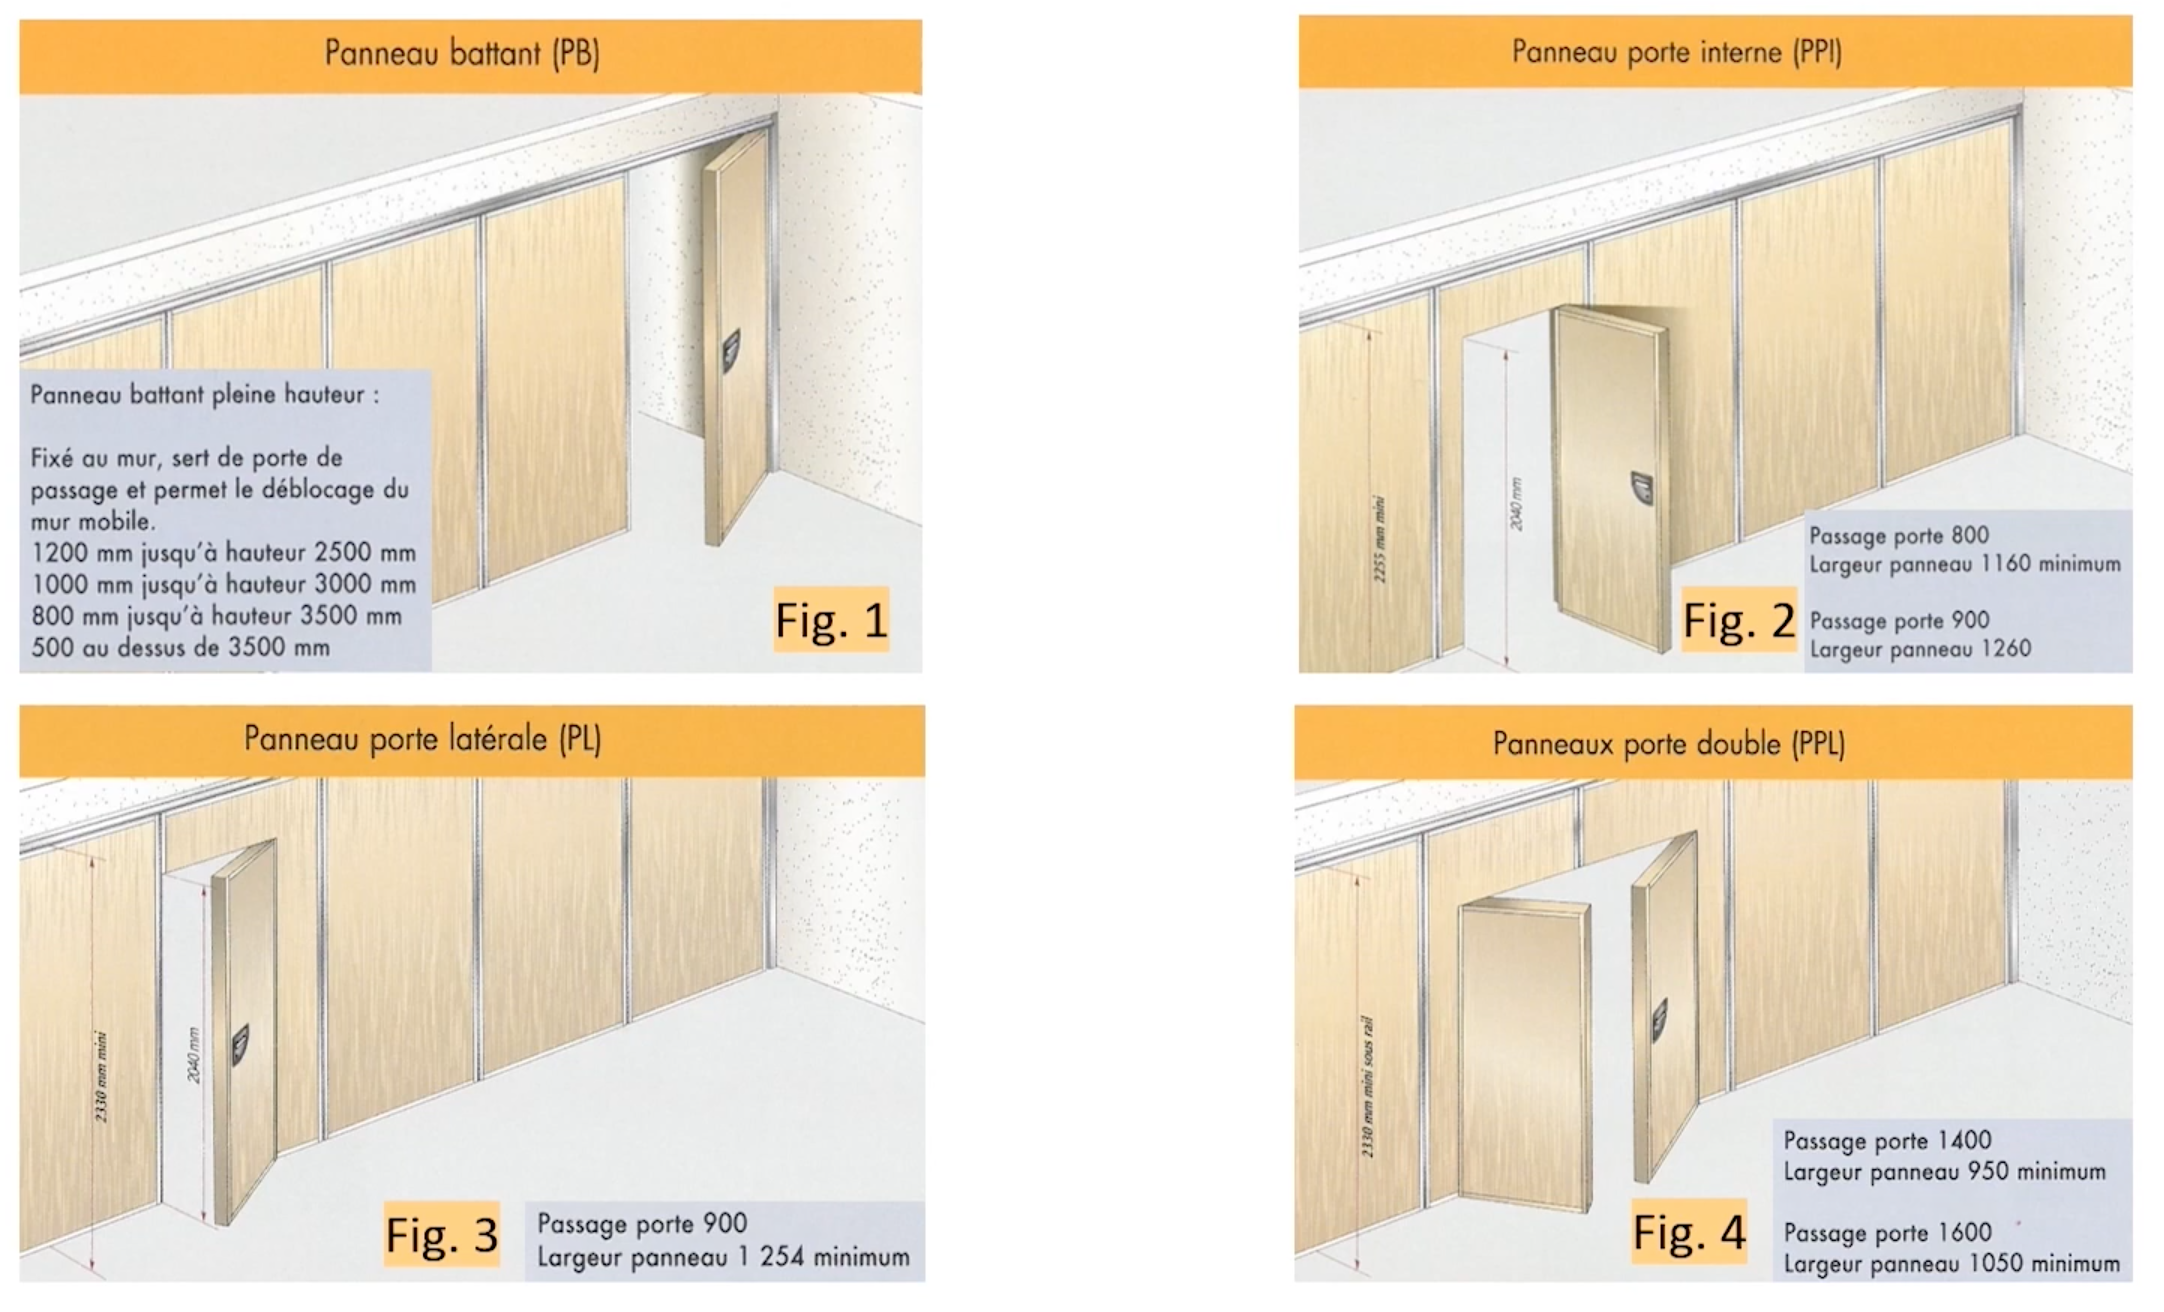 Panneau battant (PB)
Panneau battant pleine hauteur :
Fixé au mur, sert de porte de
passage et permet le déblocage du
mur mobile.
1200 mm jusqu'à hauteur 2500 mm
1000 mm jusqu'à hauteur 3000 mm
800 mm jusqu'à hauteur 3500 mm
500 au dessus de 3500 mm
Fig. 1
Panneau porte interne (PPI)
2255 mm mini
2040 mm
Fig. 2
Passage porte 800
Largeur panneau 1160 minimum
Passage porte 900
Largeur panneau 1260
Panneau porte latérale (PL)
2330 mm mini
2040 mm
Fig. 3
Passage porte 900
Largeur panneau 1 254 minimum
Panneaux porte double (PPL)
2330 mm mini sous rail
Fig. 4
Passage porte 1400
Largeur panneau 950 minimum
Passage porte 1600
Largeur panneau 1050 minimum